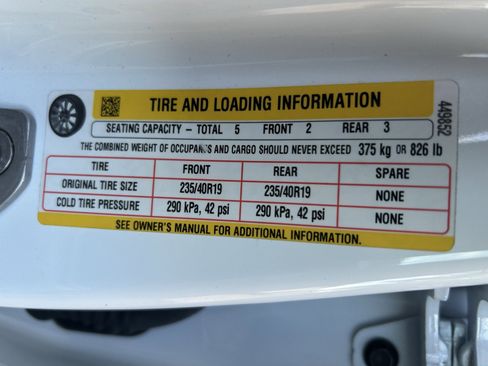 TIRE AND LOADING INFORMATION
SEATING CAPACITY – TOTAL 5 FRONT 2 REAR 3
THE COMBINED WEIGHT OF OCCUPANTS AND CARGO SHOULD NEVER EXCEED 375 kg OR 826 lb
TIRE FRONT REAR SPARE
ORIGINAL TIRE SIZE 235/40R19 235/40R19 NONE
COLD TIRE PRESSURE 290 kPa, 42 psi 290 kPa, 42 psi NONE
SEE OWNER'S MANUAL FOR ADDITIONAL INFORMATION.
449852